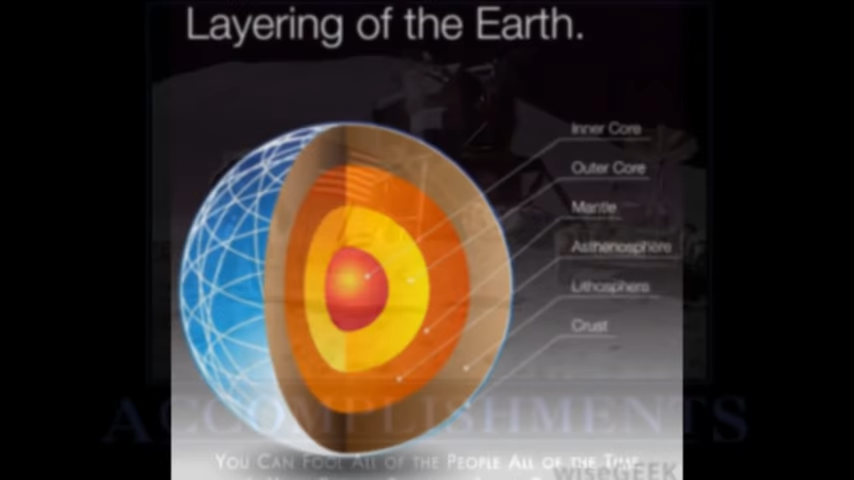 Layering of the Earth.
Inner Core
Outer Core
Mantle
Asthenosphere
Lithosphere
Crust
ACCOMPLISHMENTS
YOU CAN FOOL ALL OF THE PEOPLE ALL OF THE TIME
wiseGEEK